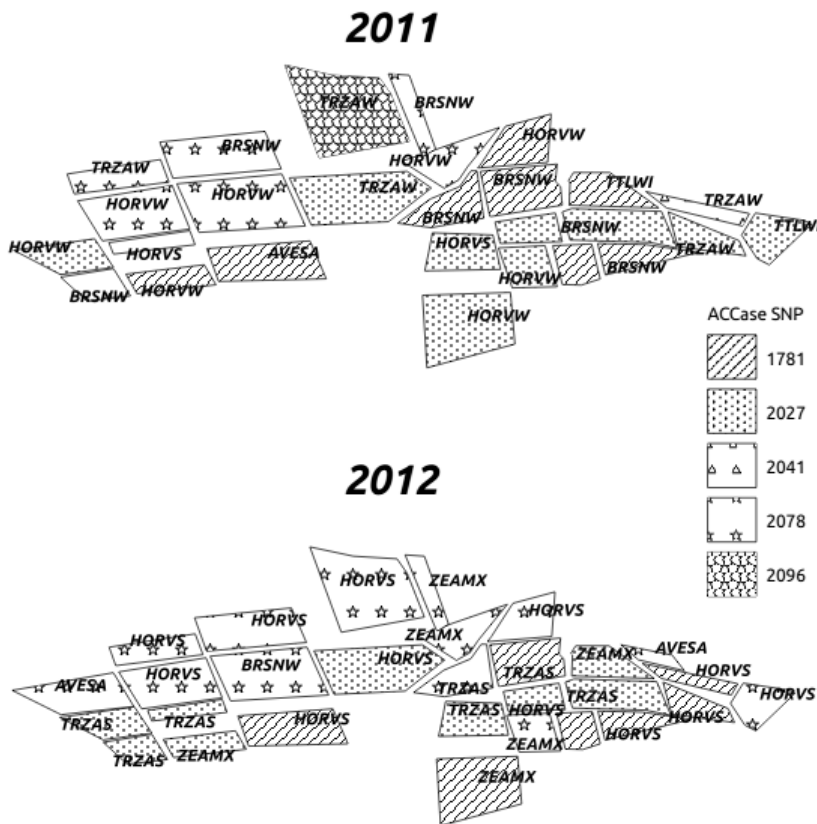 2011
TRZAW
BRSNW
HORVW
BRSNW
HORVW
TRZAW
BRSNW
TTLWI
TRZAW
HORVW
HORVW
TRZAW
BRSNW
BRSNW
TTLWI
HORVW
HORVS
AVESA
HORVS
TRZAW
BRSNW
HORVW
HORVW
BRSNW
HORVW
ACCase SNP
1781
2027
2041
2078
2096
2012
HORVS
ZEAMX
HORVS
HORVS
HORVS
ZEAMX
ZEAMX
AVESA
AVESA
HORVS
BRSNW
HORVS
TRZAS
HORVS
HORVS
TRZAS
TRZAS
TRZAS
TRZAS
TRZAS
HORVS
HORVS
HORVS
TRZAS
ZEAMX
ZEAMX
HORVS
ZEAMX